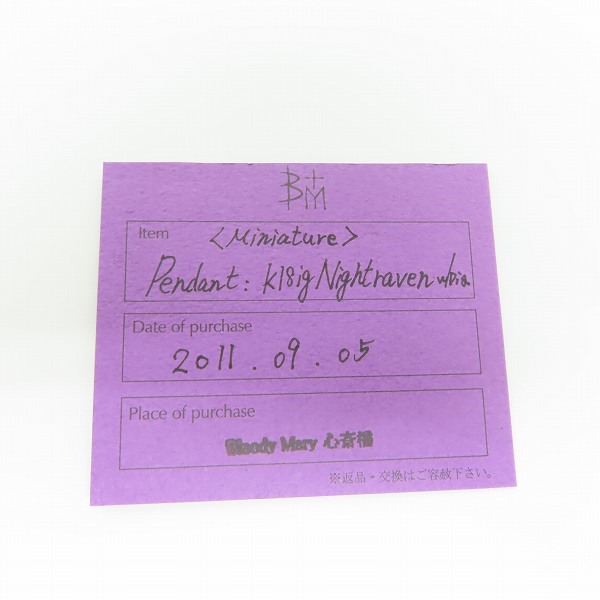 B M
Item
<Miniature>
Pendant: K18ig Nightraven w/Dia
Date of purchase
2011.09.05
Place of purchase
Bloody Mary 心斎橋
※返品・交換はご容赦下さい。